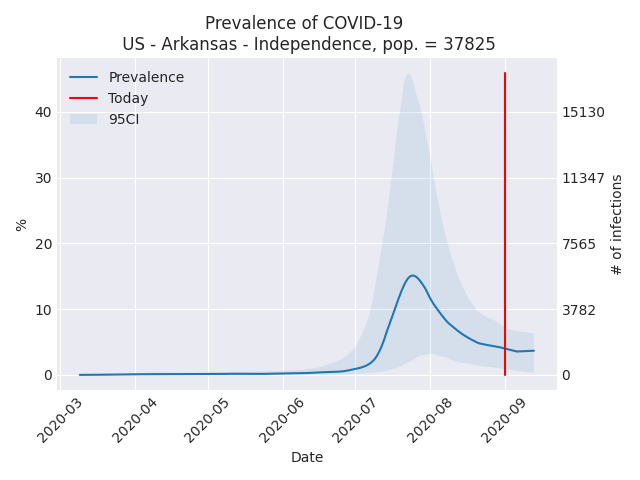 Prevalence of COVID-19
US - Arkansas - Independence, pop. = 37825
Prevalence
Today
95CI
40
30
20
10
0
%
15130
11347
7565
3782
0
# of infections
2020-03
2020-04
2020-05
2020-06
2020-07
2020-08
2020-09
Date